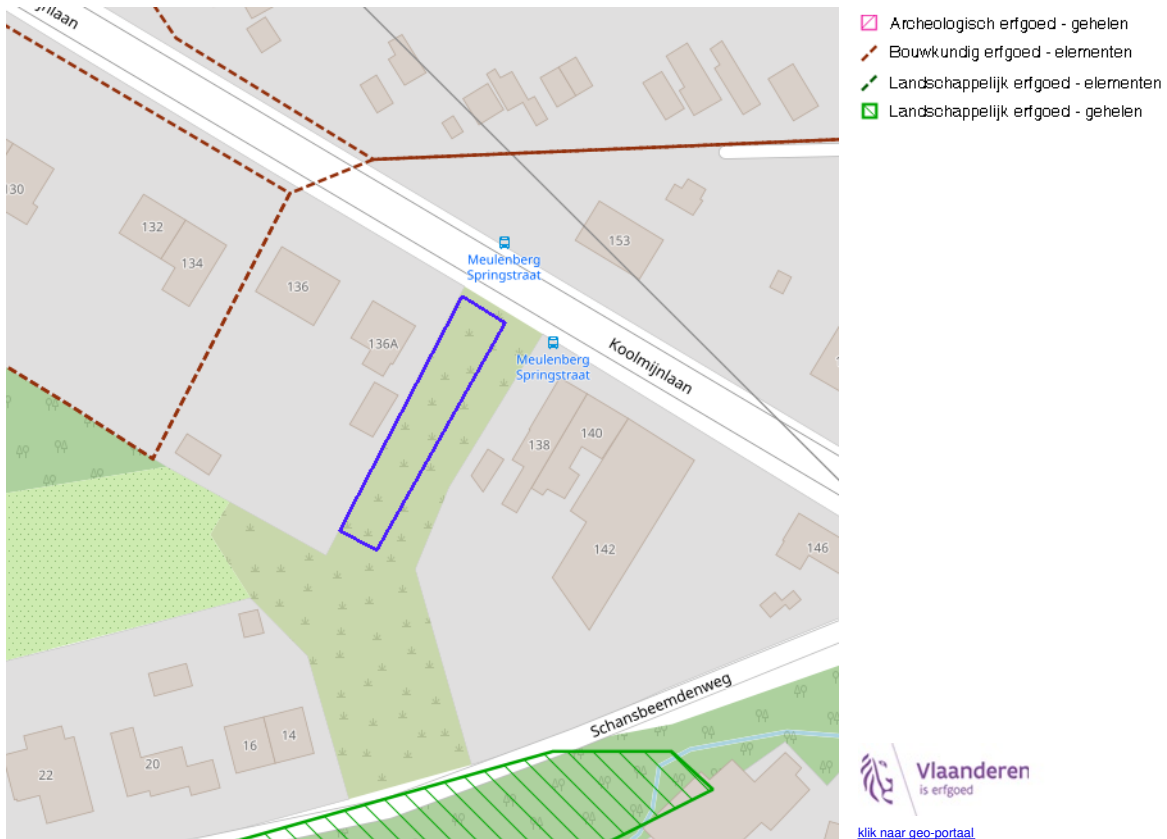 jnlaan
Archeologisch erfgoed - gehelen
Bouwkundig erfgoed - elementen
Landschappelijk erfgoed - elementen
Landschappelijk erfgoed - gehelen
130
132
134
136
136A
153
Meulenberg
Springstraat
Meulenberg
Springstraat
Koolmijnlaan
138
140
142
146
Schansbeemdenweg
22
20
16
14
Vlaanderen
is erfgoed
klik naar geo-portaal